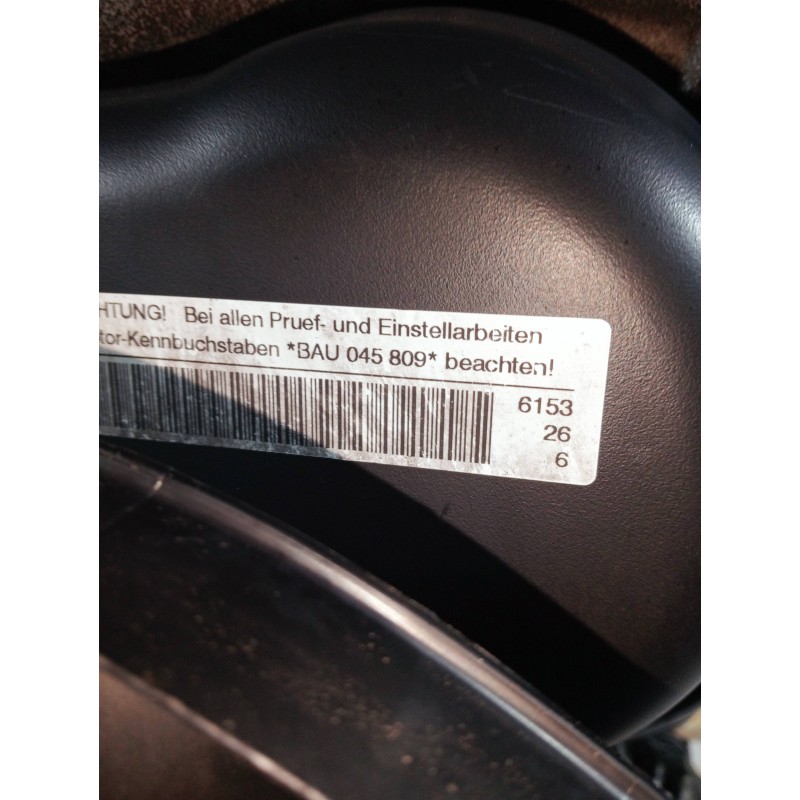 HTUNG! Bei allen Pruef- und Einstellarbeiten
tor-Kennbuchstaben *BAU 045 809* beachten!
6153
26
6